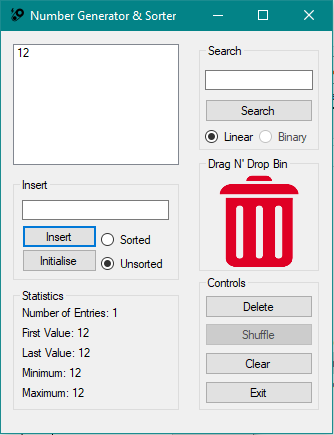 Number Generator & Sorter
12
Insert
Insert
Sorted
Initialise
Unsorted
Statistics
Number of Entries: 1
First Value: 12
Last Value: 12
Minimum: 12
Maximum: 12
Search
Search
Linear
Binary
Drag N' Drop Bin
Controls
Delete
Shuffle
Clear
Exit